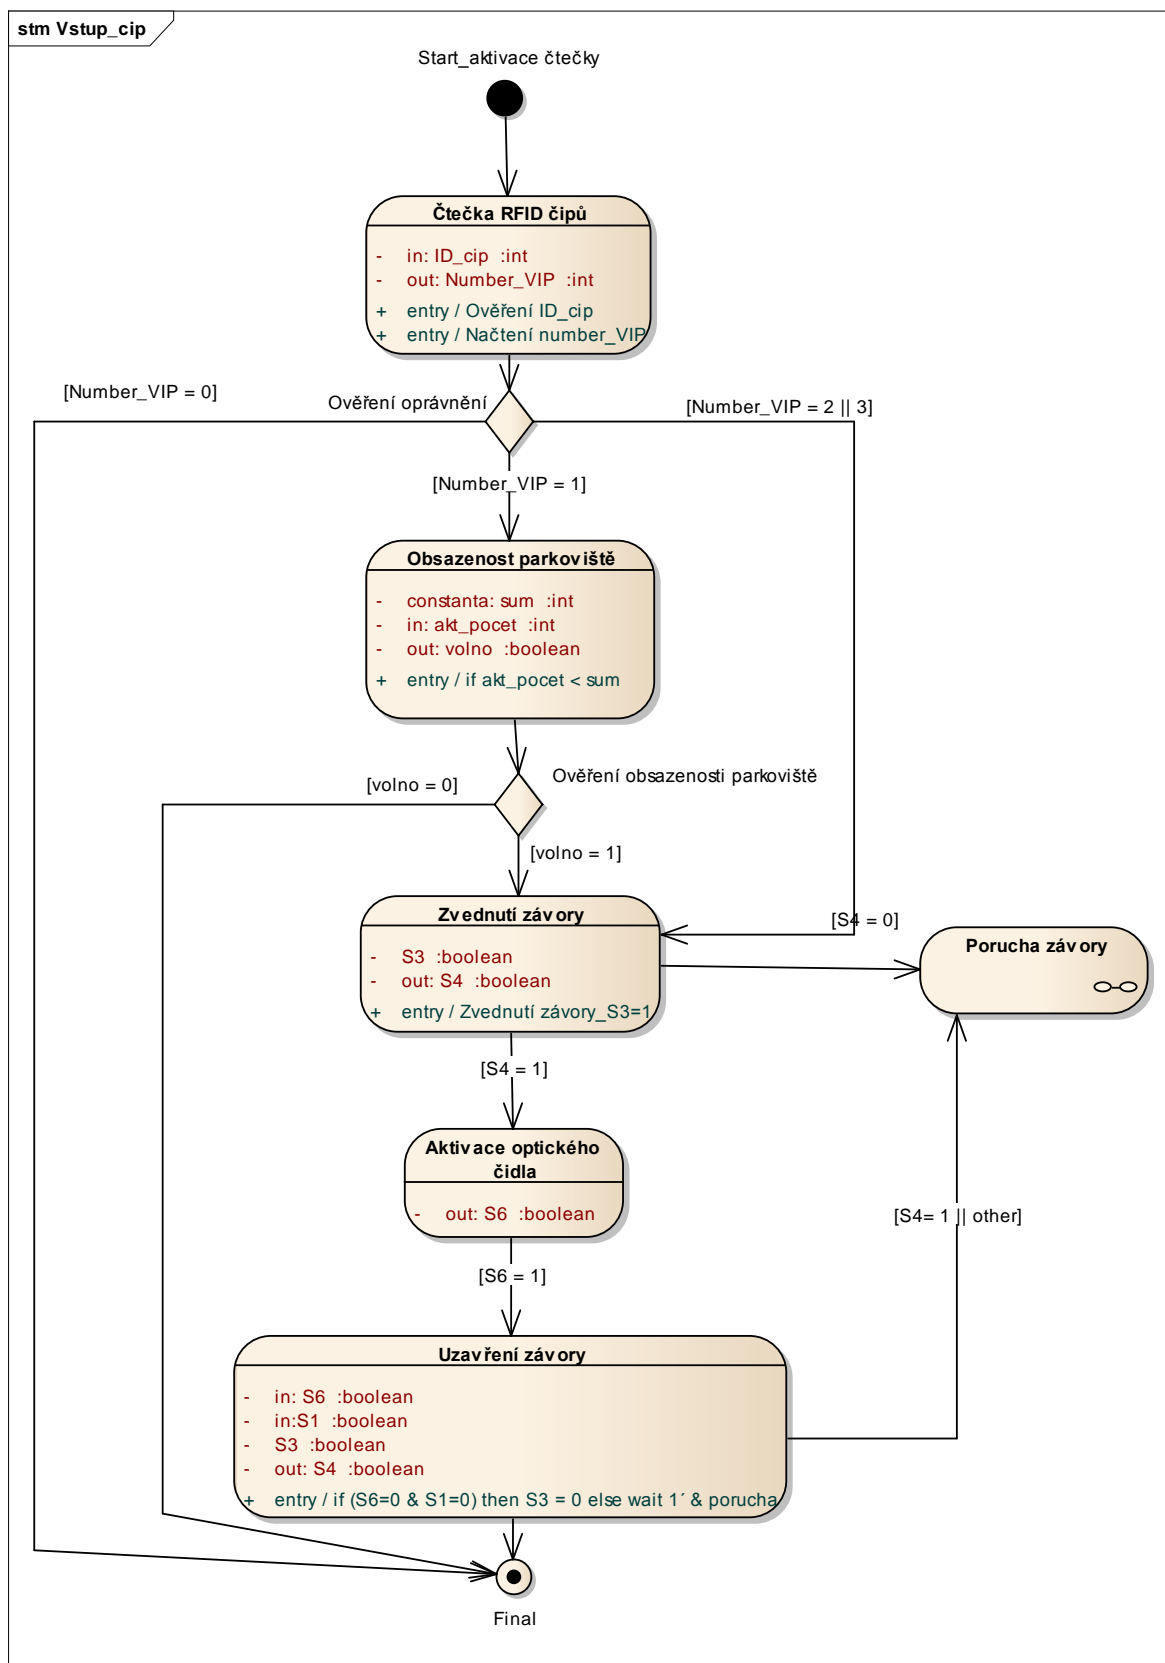 stm Vstup_cip
Start_aktivace čtečky
Čtečka RFID čipů
- in: ID_cip :int
- out: Number_VIP :int
+ entry / Ověření ID_cip
+ entry / Načtení number_VIP
[Number_VIP = 0]
Ověření oprávnění
[Number_VIP = 2 || 3]
[Number_VIP = 1]
Obsazenost parkoviště
- constanta: sum :int
- in: akt_pocet :int
- out: volno :boolean
+ entry / if akt_pocet < sum
Ověření obsazenosti parkoviště
[volno = 0]
[volno = 1]
Zvednutí závory
- S3 :boolean
- out: S4 :boolean
+ entry / Zvednutí závory_S3=1
[S4 = 0]
Porucha závory
[S4 = 1]
Aktivace optického
čidla
- out: S6 :boolean
[S4= 1 || other]
[S6 = 1]
Uzavření závory
- in: S6 :boolean
- in:S1 :boolean
- S3 :boolean
- out: S4 :boolean
+ entry / if (S6=0 & S1=0) then S3 = 0 else wait 1´ & porucha
Final